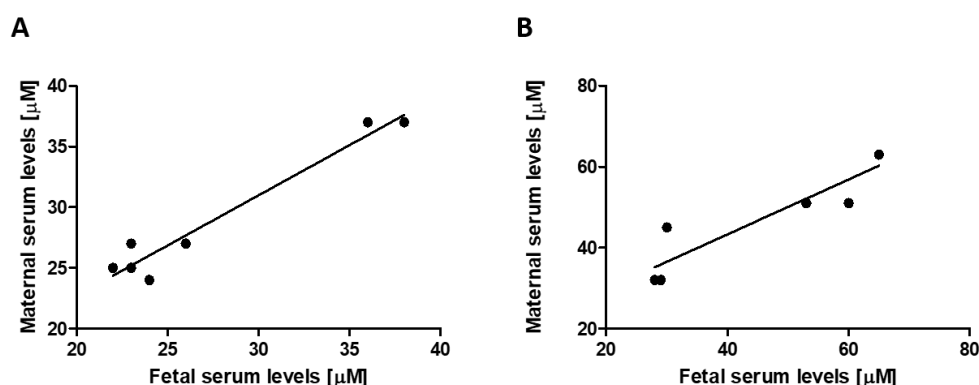 A
B
Maternal serum levels [µM]
40
35
30
25
20
20 25 30 35 40
Fetal serum levels [µM]
Maternal serum levels [µM]
80
60
40
20
20 40 60 80
Fetal serum levels [µM]